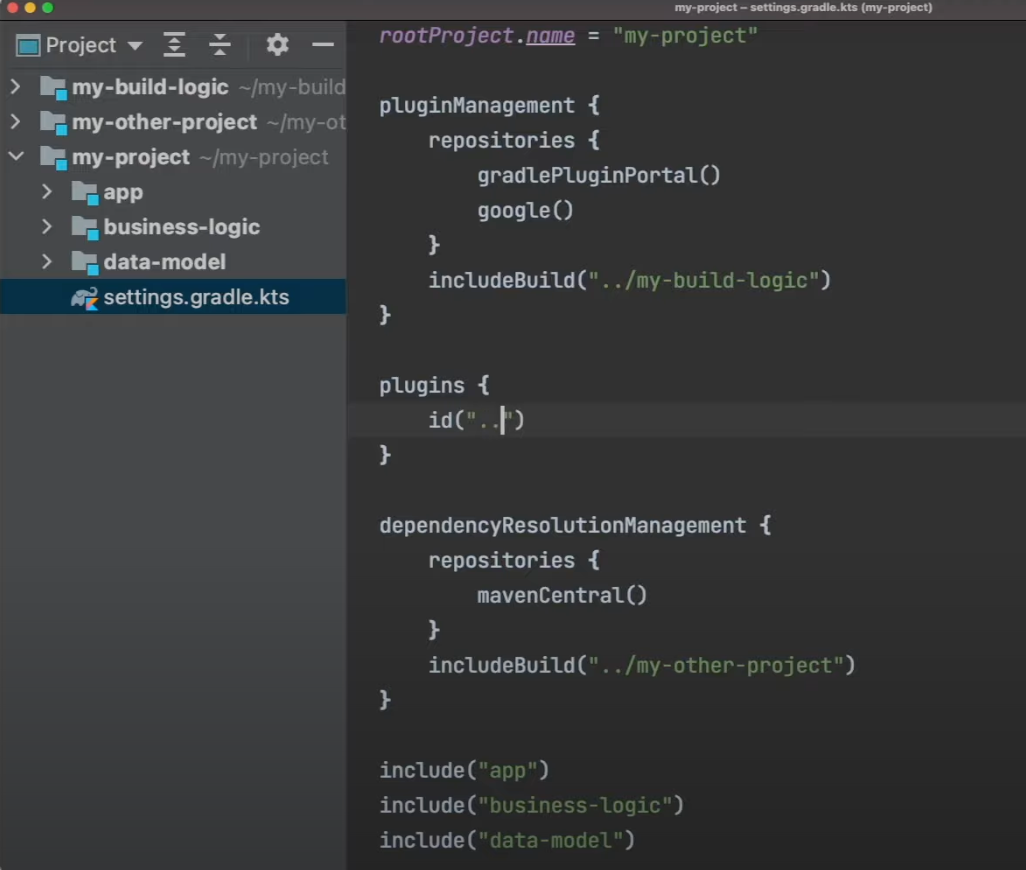 my-project – settings.gradle.kts (my-project)
Project
my-build-logic ~/my-build
my-other-project ~/my-ot
my-project ~/my-project
app
business-logic
data-model
settings.gradle.kts
rootProject.name = "my-project"
pluginManagement {
repositories {
gradlePluginPortal()
google()
}
includeBuild("../my-build-logic")
}
plugins {
id("..")
}
dependencyResolutionManagement {
repositories {
mavenCentral()
}
includeBuild("../my-other-project")
}
include("app")
include("business-logic")
include("data-model")